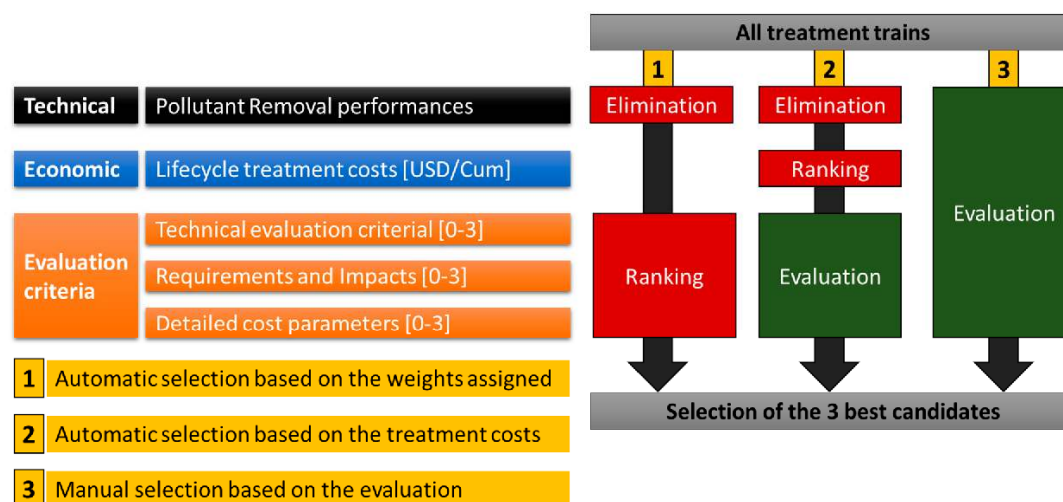 Technical
Pollutant Removal performances
Economic
Lifecycle treatment costs [USD/Cum]
Evaluation
criteria
Technical evaluation criterial [0-3]
Requirements and Impacts [0-3]
Detailed cost parameters [0-3]
1 Automatic selection based on the weights assigned
2 Automatic selection based on the treatment costs
3 Manual selection based on the evaluation
All treatment trains
1
2
3
Elimination
Elimination
Ranking
Evaluation
Ranking
Evaluation
Selection of the 3 best candidates